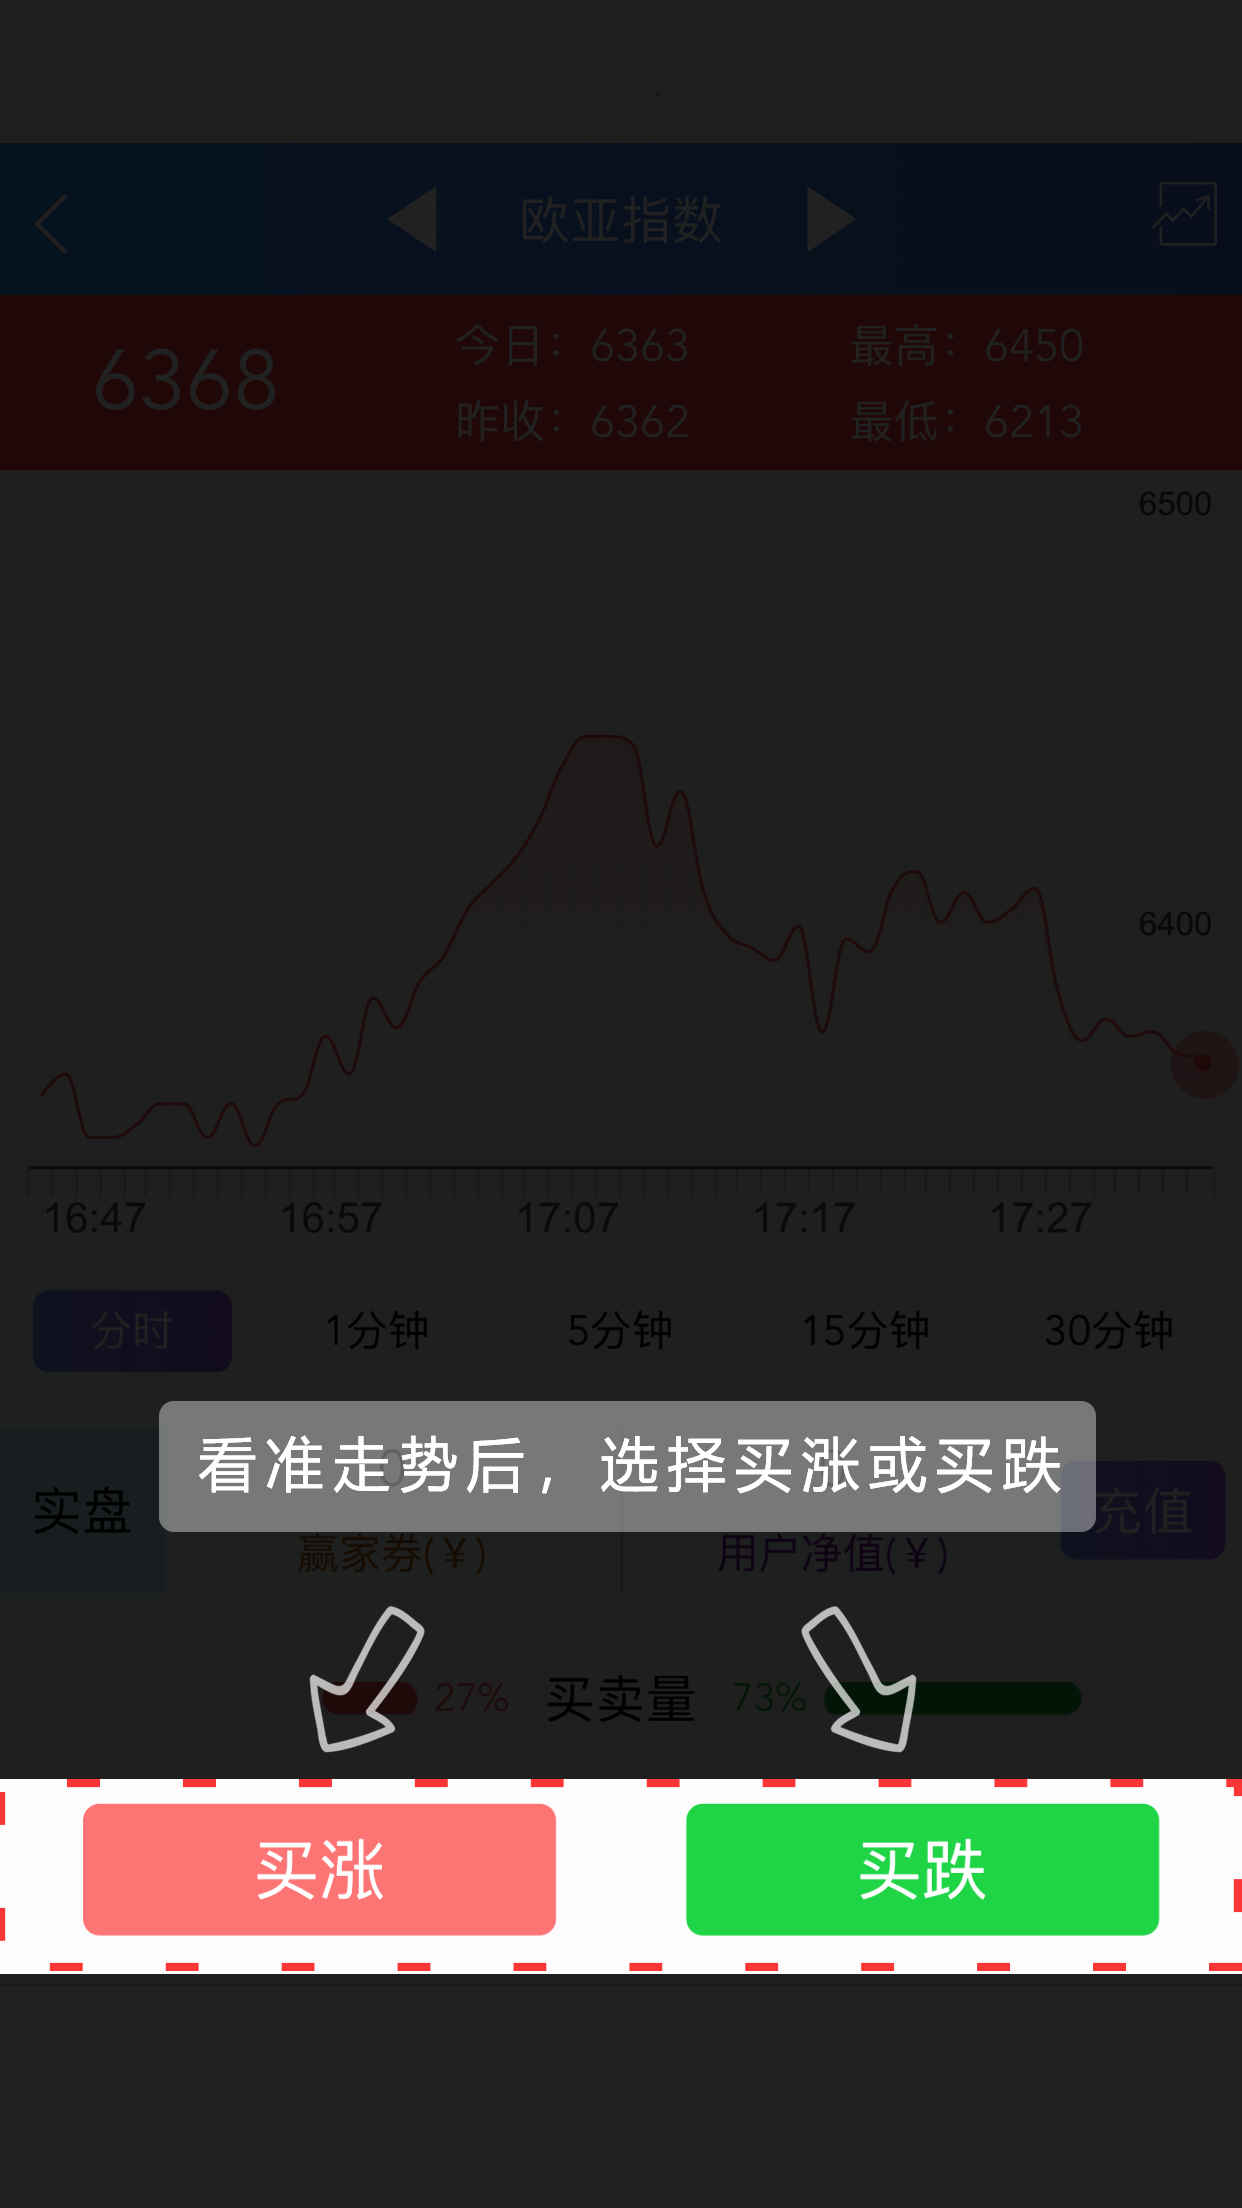 欧亚指数
6368
今日：6363
最高：6450
昨收：6362
最低：6213
6500
6400
16:47 16:57 17:07 17:17 17:27
分时 1分钟 5分钟 15分钟 30分钟
看准走势后，选择买涨或买跌
0
实盘
充值
赢家券(¥)
用户净值(¥)
27% 买卖量 73%
买涨 买跌